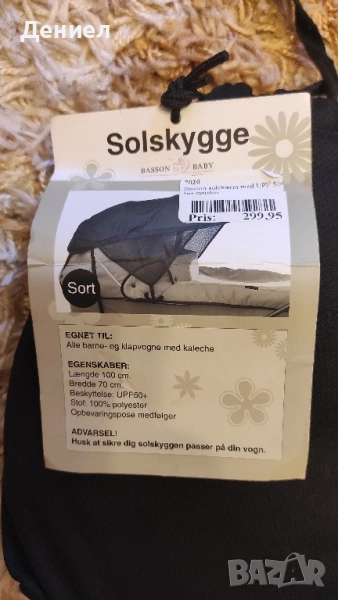 Дениел
Solskygge
BASSON BABY
Pris: 299,95
Sort
EGNET TIL:
Alle barne- og klapvogne med kaleche
EGENSKABER:
Længde 100 cm.
Bredde 70 cm.
Beskyttelse: UPF50+
Stof: 100% polyester
Opbevaringspose medfølger
ADVARSEL!
Husk at sikre dig solskyggen passer på din vogn.
BAZAR